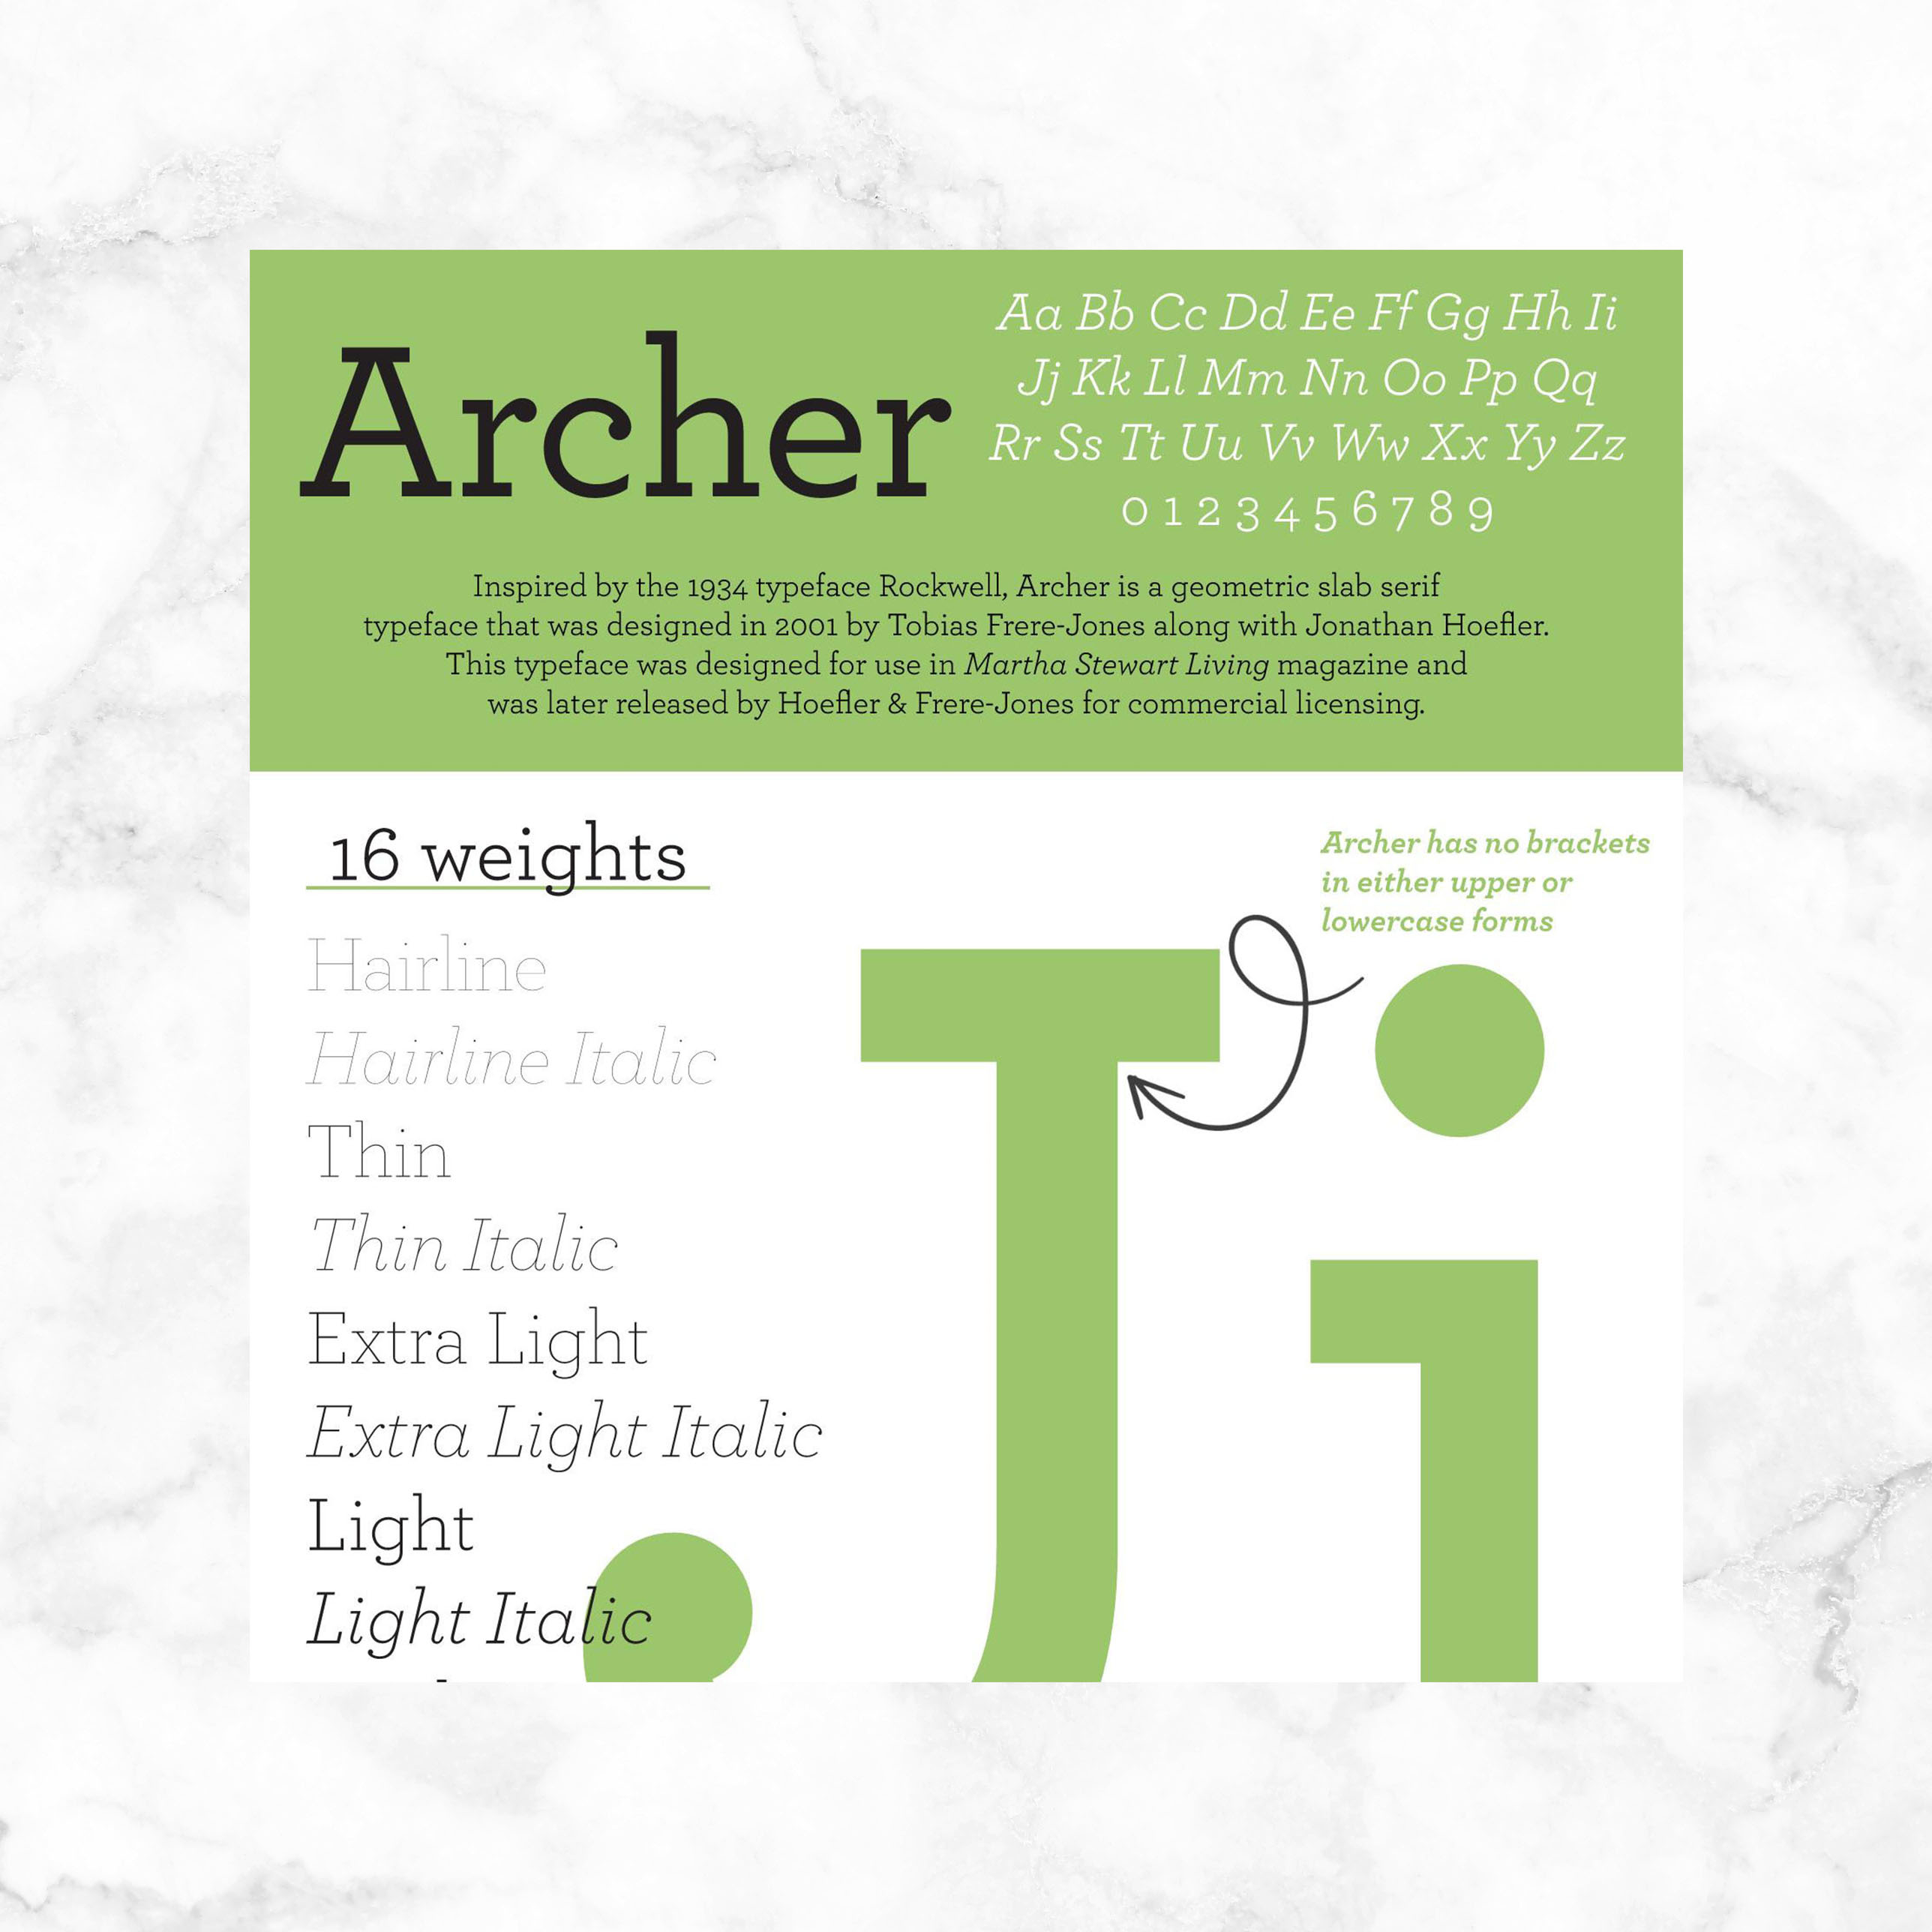 Archer
Aa Bb Cc Dd Ee Ff Gg Hh Ii
Jj Kk Ll Mm Nn Oo Pp Qq
Rr Ss Tt Uu Vv Ww Xx Yy Zz
0 1 2 3 4 5 6 7 8 9
Inspired by the 1934 typeface Rockwell, Archer is a geometric slab serif
typeface that was designed in 2001 by Tobias Frere-Jones along with Jonathan Hoefler.
This typeface was designed for use in Martha Stewart Living magazine and
was later released by Hoefler & Frere-Jones for commercial licensing.
16 weights
Hairline
Hairline Italic
Thin
Thin Italic
Extra Light
Extra Light Italic
Light
Light Italic
Archer has no brackets
in either upper or
lowercase forms
J j